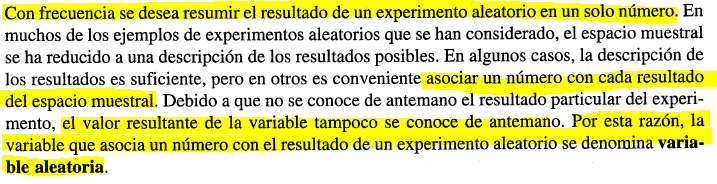 Con frecuencia se desea resumir el resultado de un experimento aleatorio en un solo número. En
muchos de los ejemplos de experimentos aleatorios que se han considerado, el espacio muestral
se ha reducido a una descripción de los resultados posibles. En algunos casos, la descripción de
los resultados es suficiente, pero en otros es conveniente asociar un número con cada resultado
del espacio muestral. Debido a que no se conoce de antemano el resultado particular del experi-
mento, el valor resultante de la variable tampoco se conoce de antemano. Por esta razón, la
variable que asocia un número con el resultado de un experimento aleatorio se denomina varia-
ble aleatoria.